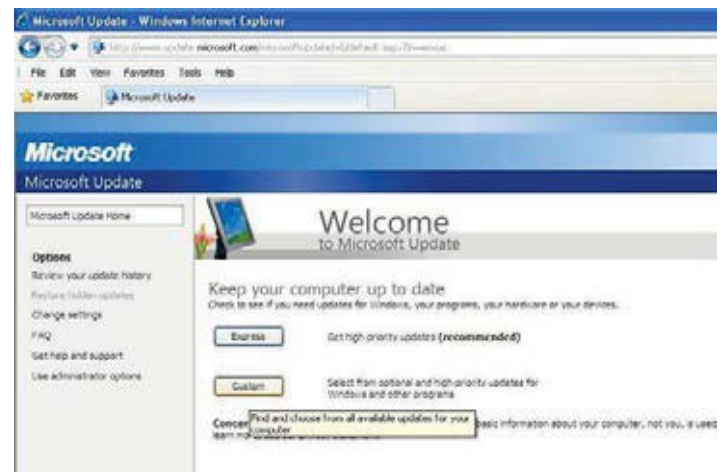 Microsoft Update - Windows Internet Explorer
File Edit View Favorites Tools Help
Favorites Microsoft Update
Microsoft
Microsoft Update
Microsoft Update Home
Options
Review your update history
Restore hidden updates
Change settings
FAQ
Get help and support
Use administrator options
Welcome
to Microsoft Update
Keep your computer up to date
Check to see if you need updates for Windows, your programs, your hardware or your devices.
Express
Get high priority updates (recommended)
Custom
Select from optional and high-priority updates for
Windows and other programs
Find and choose from all available updates for your
computer
basic information about your computer, not you, is used